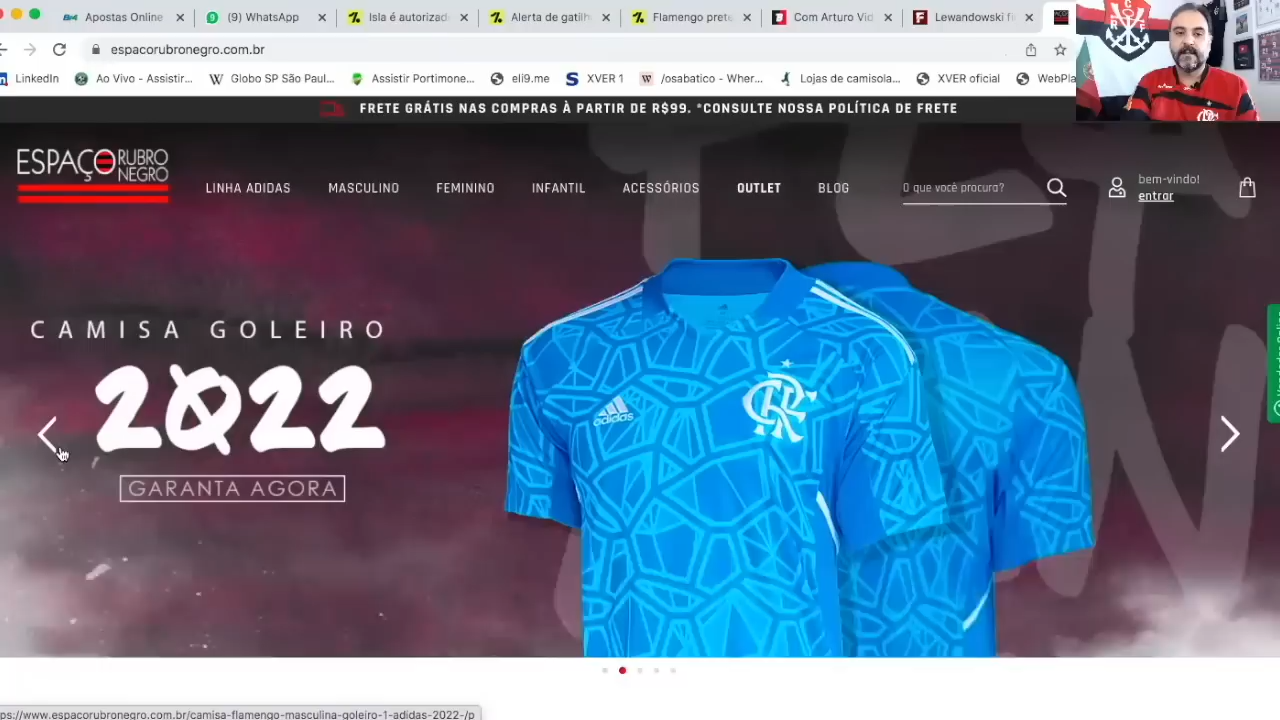 Apostas Online
(9) WhatsApp
Isla é autorizad
Alerta de gatilh
Flamengo prete
Com Arturo Vid
Lewandowski fi
espacorubronegro.com.br
LinkedIn
Ao Vivo - Assistir...
Globo SP São Paul...
Assistir Portimone...
eli9.me
XVER 1
/osabatico - Wher...
Lojas de camisola...
XVER oficial
WebPla
FRETE GRÁTIS NAS COMPRAS À PARTIR DE R$99. *CONSULTE NOSSA POLÍTICA DE FRETE
ESPAÇO RUBRO
NEGRO
LINHA ADIDAS
MASCULINO
FEMININO
INFANTIL
ACESSÓRIOS
OUTLET
BLOG
O que você procura?
bem-vindo!
entrar
CAMISA GOLEIRO
2022
GARANTA AGORA
adidas
CRF
ps://www.espacorubronegro.com.br/camisa-flamengo-masculina-goleiro-1-adidas-2022-/p